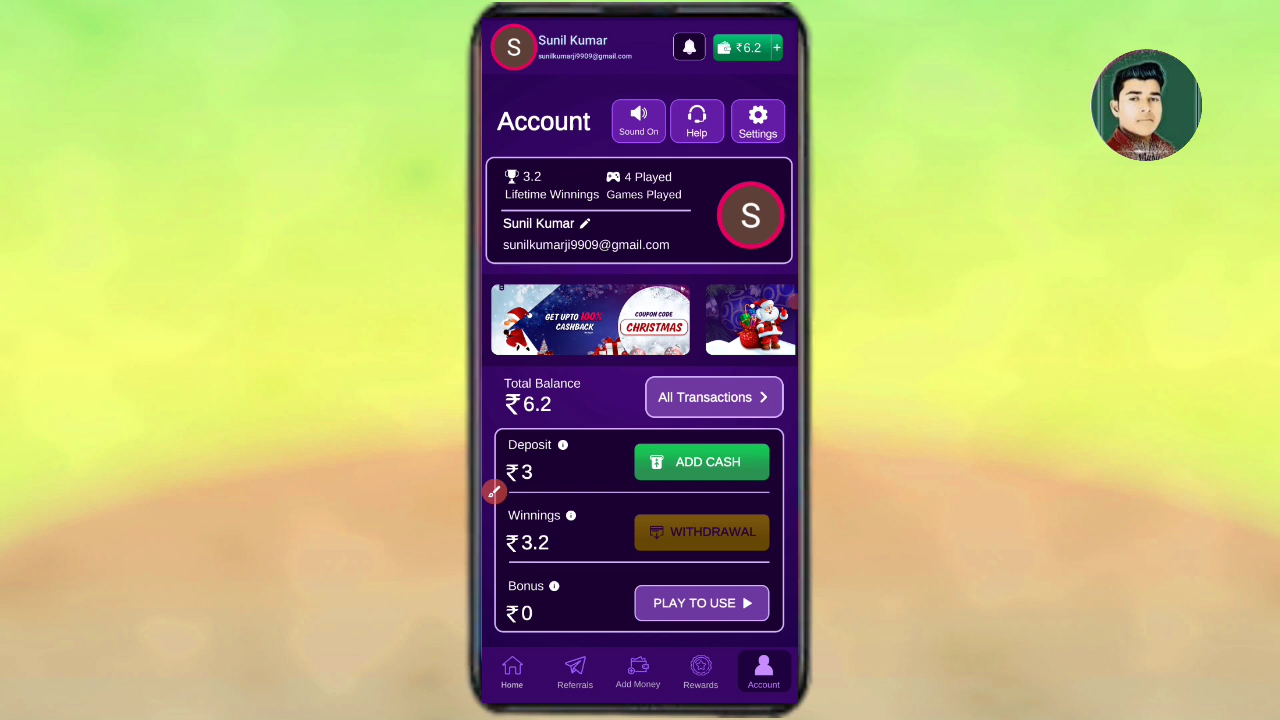 S
Sunil Kumar
sunilkumarji9909@gmail.com
₹6.2 +
Account
Sound On
Help
Settings
3.2
Lifetime Winnings
4 Played
Games Played
Sunil Kumar
sunilkumarji9909@gmail.com
S
GET UPTO 100%
CASHBACK
COUPON CODE
CHRISTMAS
Total Balance
₹6.2
All Transactions
Deposit
₹3
ADD CASH
Winnings
₹3.2
WITHDRAWAL
Bonus
₹0
PLAY TO USE
Home
Referrals
Add Money
Rewards
Account